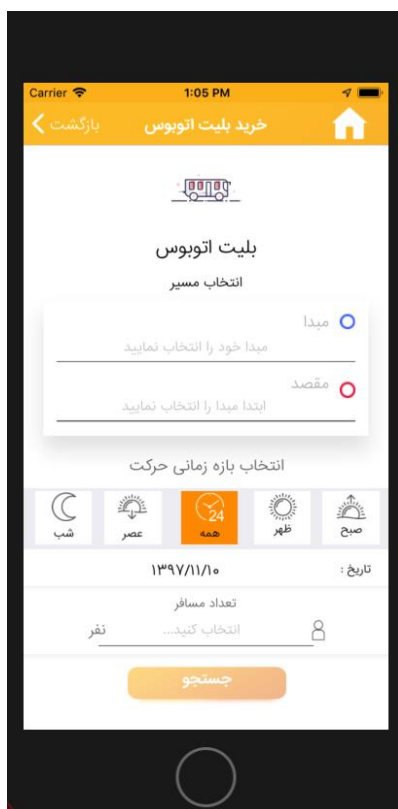 Carrier 1:05 PM
خرید بلیت اتوبوس بازگشت
بلیت اتوبوس
انتخاب مسیر
مبدا
مبدا خود را انتخاب نمایید
مقصد
ابتدا مبدا را انتخاب نمایید
انتخاب بازه زمانی حرکت
24
صبح ظهر همه عصر شب
تاریخ : ۱۳۹۷/۱۱/۱۰
تعداد مسافر
انتخاب کنید... نفر
جستجو